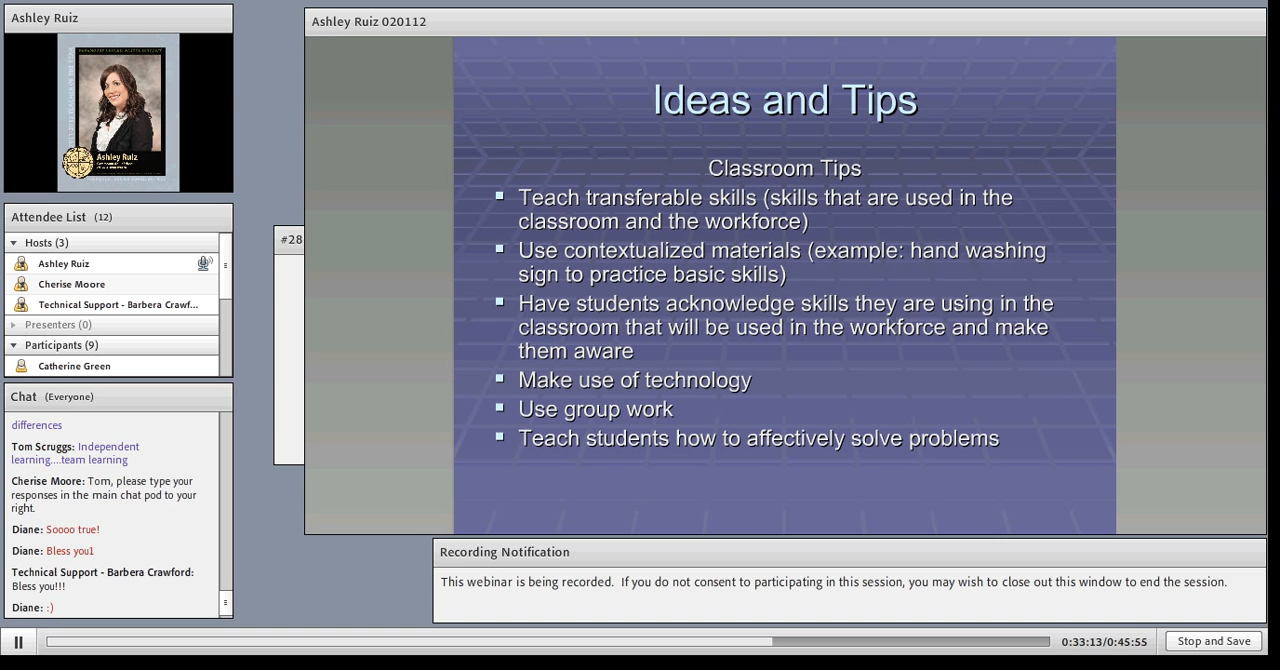 Ashley Ruiz
Ashley Ruiz
Attendee List (12)
Hosts (3)
Ashley Ruiz
Cherise Moore
Technical Support - Barbera Crawf...
Presenters (0)
Participants (9)
Catherine Green
Chat (Everyone)
differences
Tom Scruggs: Independent
learning....team learning
Cherise Moore: Tom, please type your
responses in the main chat pod to your
right.
Diane: Soooo true!
Diane: Bless you1
Technical Support - Barbera Crawford:
Bless you!!!
Diane: :)
#28
Ashley Ruiz 020112
Ideas and Tips
Classroom Tips
Teach transferable skills (skills that are used in the
classroom and the workforce)
Use contextualized materials (example: hand washing
sign to practice basic skills)
Have students acknowledge skills they are using in the
classroom that will be used in the workforce and make
them aware
Make use of technology
Use group work
Teach students how to affectively solve problems
Recording Notification
This webinar is being recorded. If you do not consent to participating in this session, you may wish to close out this window to end the session.
0:33:13/0:45:55
Stop and Save